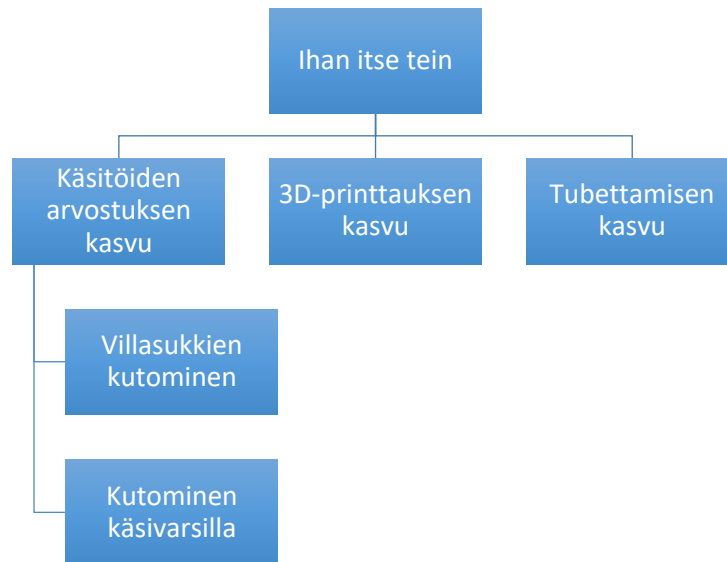 Ihan itse tein
Käsitöiden
arvostuksen
kasvu
3D-printtauksen
kasvu
Tubettamisen
kasvu
Villasukkien
kutominen
Kutominen
käsivarsilla